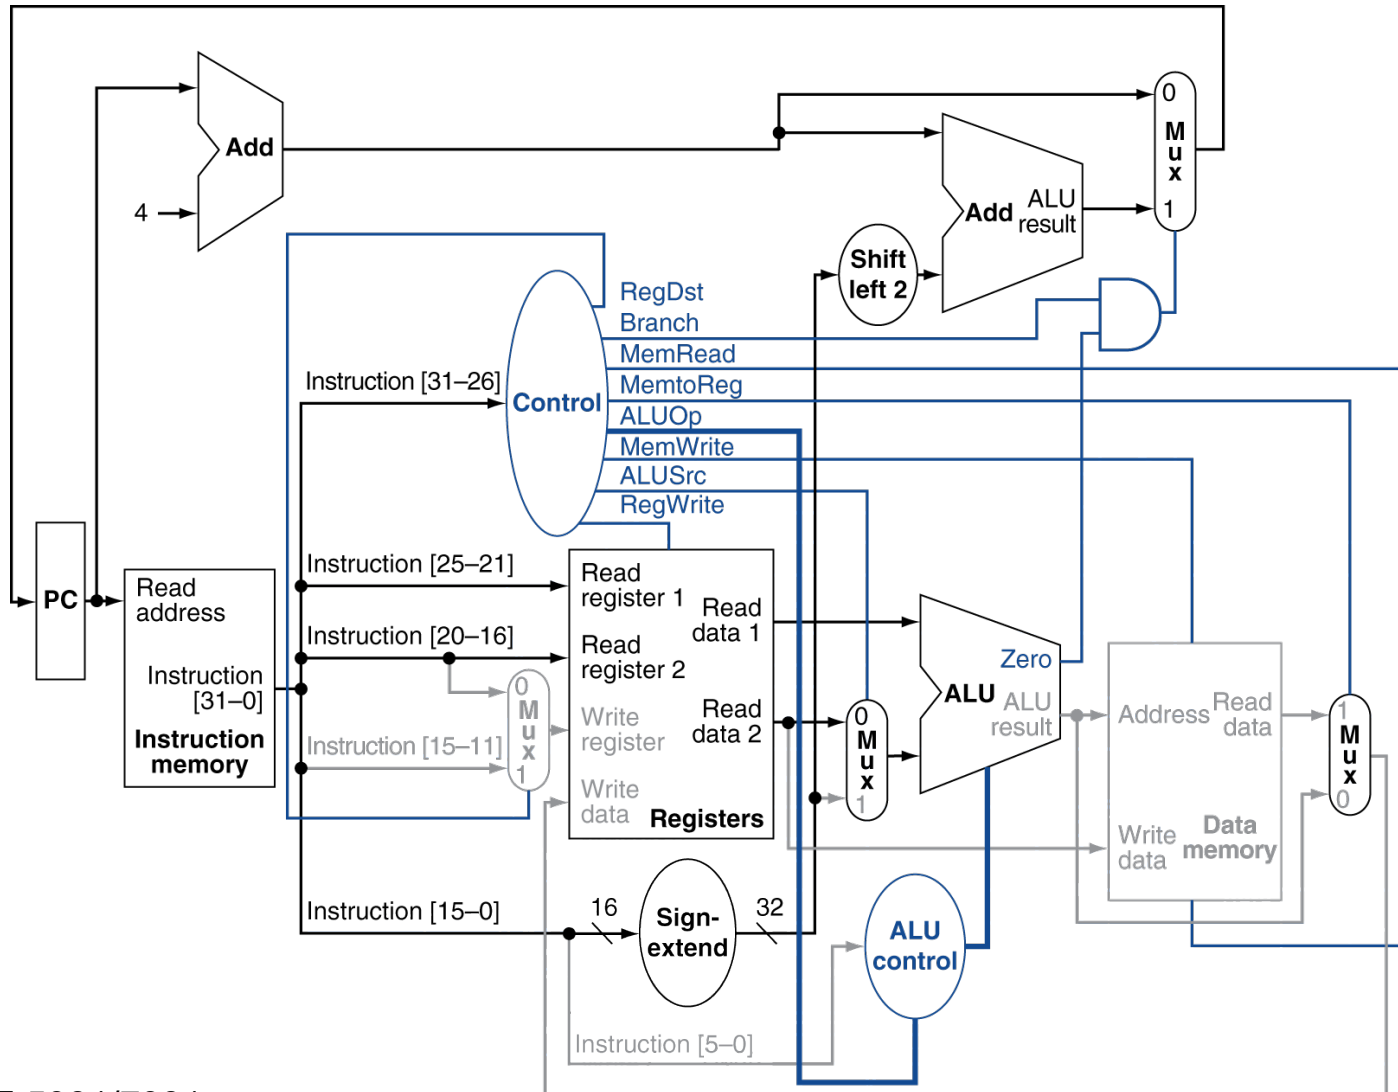 0
M
u
x
1
Add
4
Add
ALU
result
Shift
left 2
RegDst
Branch
MemRead
MemtoReg
ALUOp
MemWrite
ALUSrc
RegWrite
Control
Instruction [31–26]
Instruction [25–21]
Instruction [20–16]
Instruction [15–11]
Instruction [15–0]
Instruction [5–0]
PC
Read
address
Instruction
[31–0]
Instruction
memory
0
M
u
x
1
Read
register 1
Read
register 2
Write
register
Write
data
Read
data 1
Read
data 2
Registers
0
M
u
x
1
Zero
ALU
ALU
result
Address
Read
data
Write
data
Data
memory
1
M
u
x
0
16
Sign-
extend
32
ALU
control